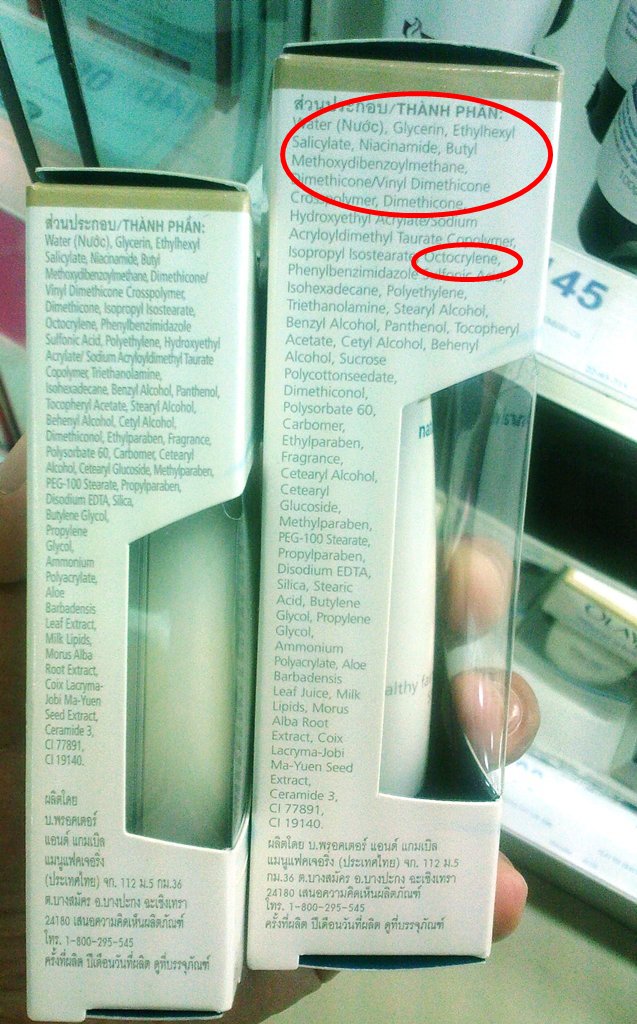 ส่วนประกอบ/THÀNH PHẦN:
Water (Nước), Glycerin, Ethylhexyl
Salicylate, Niacinamide, Butyl
Methoxydibenzoylmethane, Dimethicone/
Vinyl Dimethicone Crosspolymer,
Dimethicone, Isopropyl Isostearate,
Octocrylene, Phenylbenzimidazole
Sulfonic Acid, Polyethylene, Hydroxyethyl
Acrylate/ Sodium Acryloyldimethyl Taurate
Copolymer, Triethanolamine,
Isohexadecane, Benzyl Alcohol, Panthenol,
Tocopheryl Acetate, Stearyl Alcohol,
Behenyl Alcohol, Cetyl Alcohol,
Dimethiconol, Ethylparaben, Fragrance,
Polysorbate 60, Carbomer, Cetearyl
Alcohol, Cetearyl Glucoside, Methylparaben,
PEG-100 Stearate, Propylparaben,
Disodium EDTA, Silica,
Butylene Glycol,
Propylene
Glycol,
Ammonium
Polyacrylate,
Aloe
Barbadensis
Leaf Extract,
Milk Lipids,
Morus Alba
Root Extract,
Coix Lacryma-
Jobi Ma-Yuen
Seed Extract,
Ceramide 3,
CI 77891,
CI 19140.
ผลิตโดย
บ.พรอคเตอร์
แอนด์ แกมเบิล
แมนูแฟคเจอริ่ง
(ประเทศไทย) จก. 112 ม.5 กม.36
ต.บางสมัคร อ.บางปะกง ฉะเชิงเทรา
24180 เสนอความคิดเห็นผลิตภัณฑ์
โทร. 1-800-295-545
ครั้งที่ผลิต ปีเดือนวันที่ผลิต ดูที่บรรจุภัณฑ์
ส่วนประกอบ/THÀNH PHẦN:
Water (Nước), Glycerin, Ethylhexyl
Salicylate, Niacinamide, Butyl
Methoxydibenzoylmethane,
Dimethicone/Vinyl Dimethicone
Crosspolymer, Dimethicone,
Hydroxyethyl Acrylate/Sodium
Acryloyldimethyl Taurate Copolymer,
Isopropyl Isostearate, Octocrylene,
Phenylbenzimidazole Sulfonic Acid,
Isohexadecane, Polyethylene,
Triethanolamine, Stearyl Alcohol,
Benzyl Alcohol, Panthenol, Tocopheryl
Acetate, Cetyl Alcohol, Behenyl
Alcohol, Sucrose
Polycottonseedate,
Dimethiconol,
Polysorbate 60,
Carbomer,
Ethylparaben,
Fragrance,
Cetearyl Alcohol,
Cetearyl
Glucoside,
Methylparaben,
PEG-100 Stearate,
Propylparaben,
Disodium EDTA,
Silica, Stearic
Acid, Butylene
Glycol, Propylene
Glycol,
Ammonium
Polyacrylate, Aloe
Barbadensis
Leaf Juice, Milk
Lipids, Morus
Alba Root
Extract, Coix
Lacryma-Jobi
Ma-Yuen Seed
Extract,
Ceramide 3,
CI 77891,
CI 19140.
ผลิตโดย บ.พรอคเตอร์ แอนด์ แกมเบิล
แมนูแฟคเจอริ่ง (ประเทศไทย) จก. 112 ม.5
กม.36 ต.บางสมัคร อ.บางปะกง ฉะเชิงเทรา
24180 เสนอความคิดเห็นผลิตภัณฑ์
โทร. 1-800-295-545
ครั้งที่ผลิต ปีเดือนวันที่ผลิต ดูที่บรรจุภัณฑ์
145
OLAY